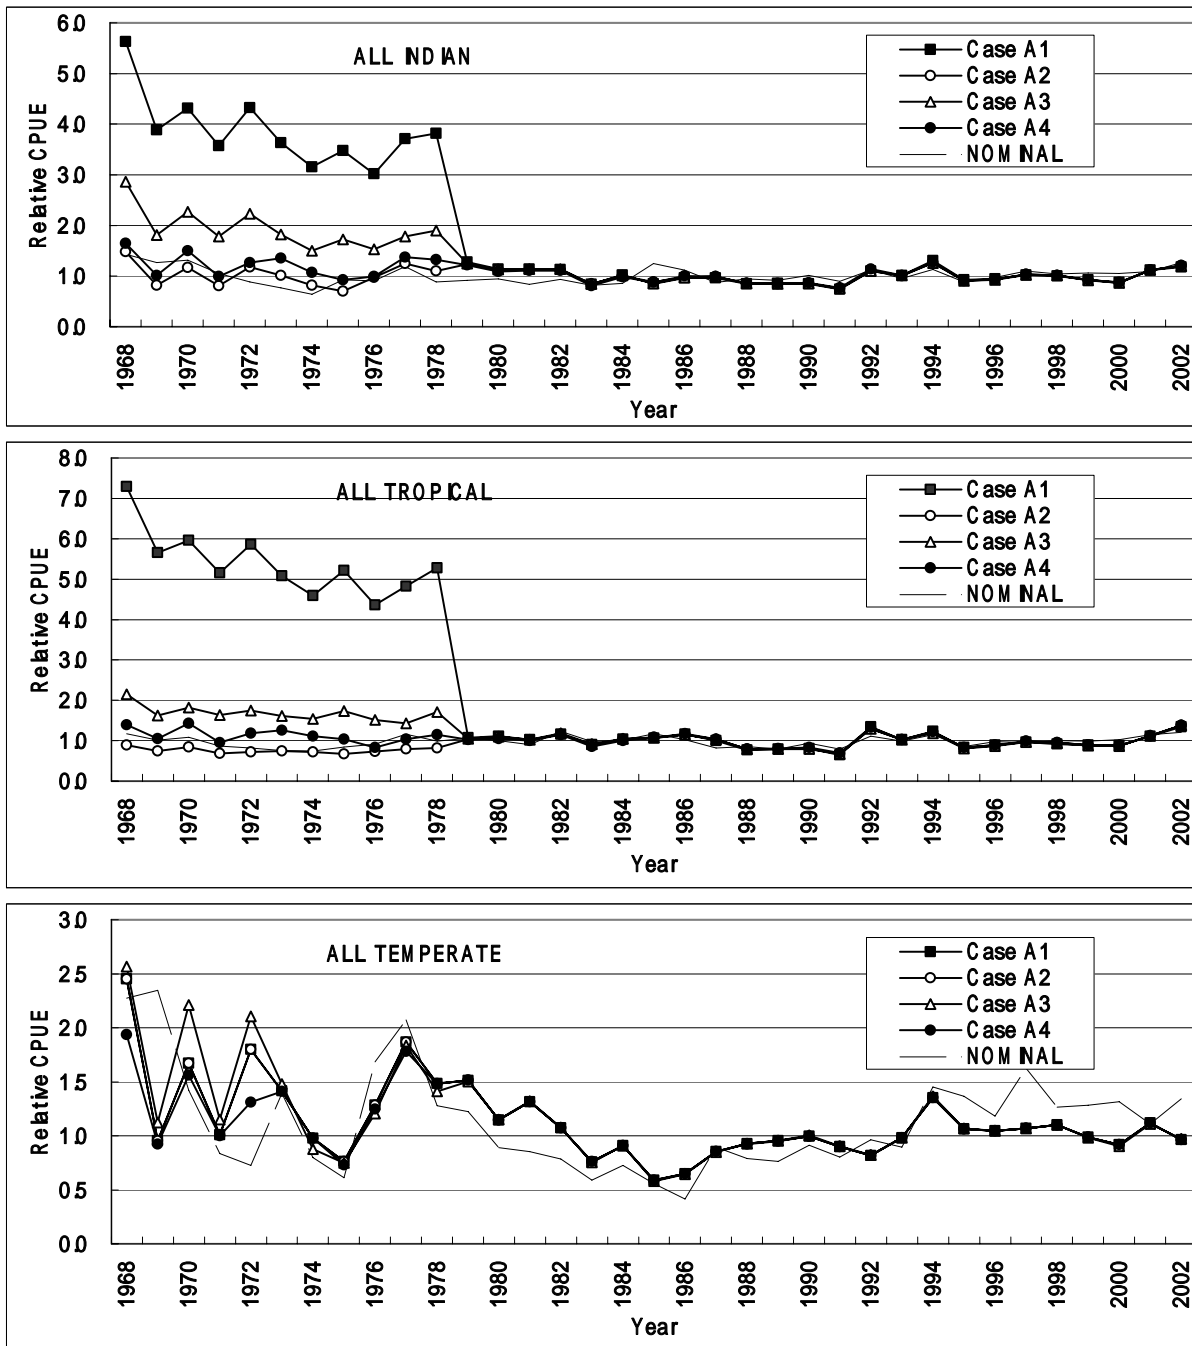 ALL INDIAN
Case A1
Case A2
Case A3
Case A4
NOMINAL
6.0
5.0
4.0
3.0
2.0
1.0
0.0
Relative CPUE
1968 1970 1972 1974 1976 1978 1980 1982 1984 1986 1988 1990 1992 1994 1996 1998 2000 2002
Year
ALL TROPICAL
Case A1
Case A2
Case A3
Case A4
NOMINAL
8.0
7.0
6.0
5.0
4.0
3.0
2.0
1.0
0.0
Relative CPUE
1968 1970 1972 1974 1976 1978 1980 1982 1984 1986 1988 1990 1992 1994 1996 1998 2000 2002
Year
ALL TEMPERATE
Case A1
Case A2
Case A3
Case A4
NOMINAL
3.0
2.5
2.0
1.5
1.0
0.5
0.0
Relative CPUE
1968 1970 1972 1974 1976 1978 1980 1982 1984 1986 1988 1990 1992 1994 1996 1998 2000 2002
Year